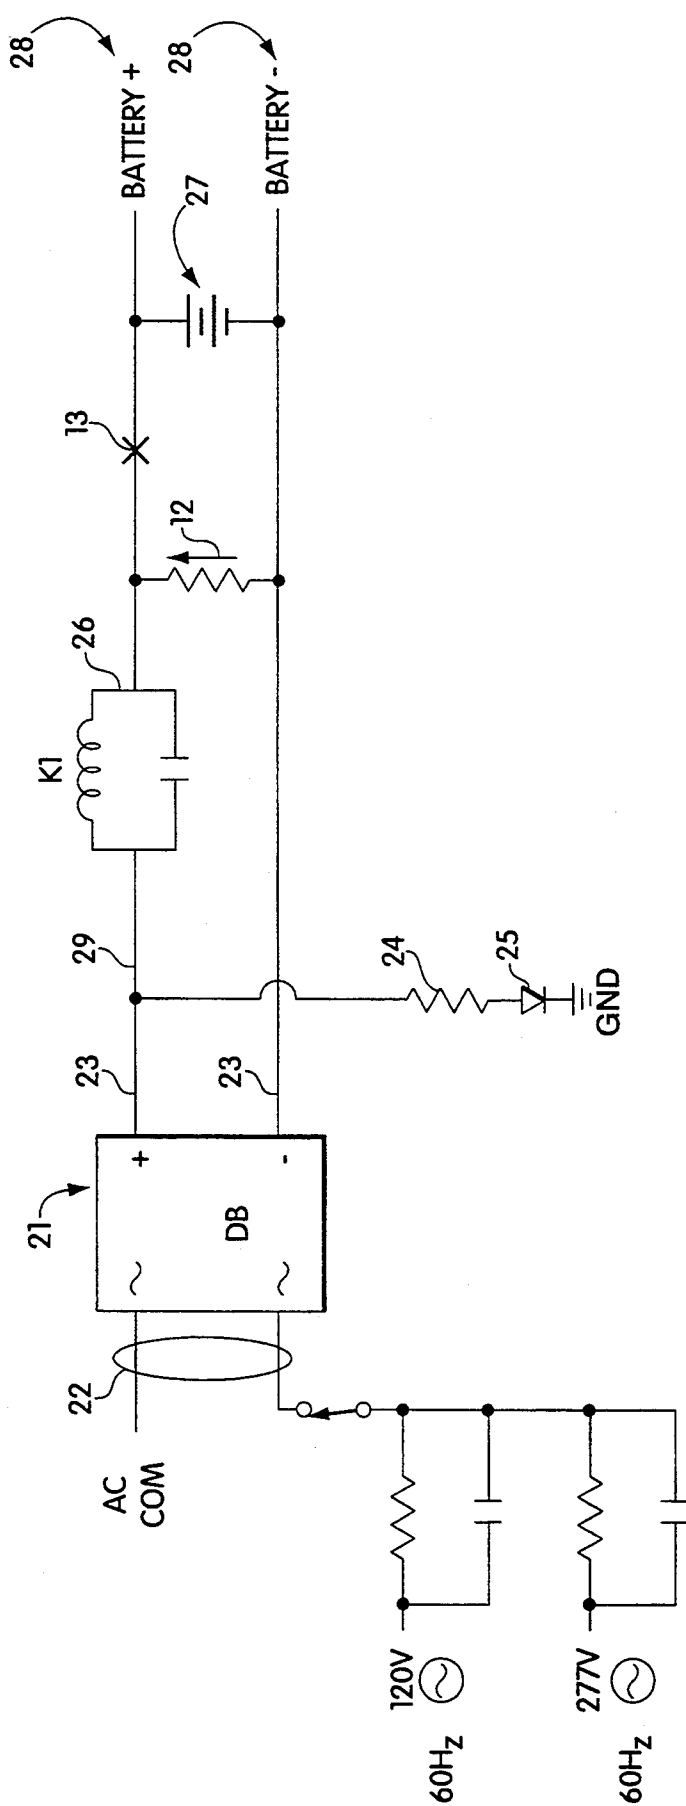 28
BATTERY +
28
BATTERY -
27
13
12
26
K1
29
24
25
GND
23
23
21
+
-
DB
22
AC
COM
120V
60Hz
277V
60Hz